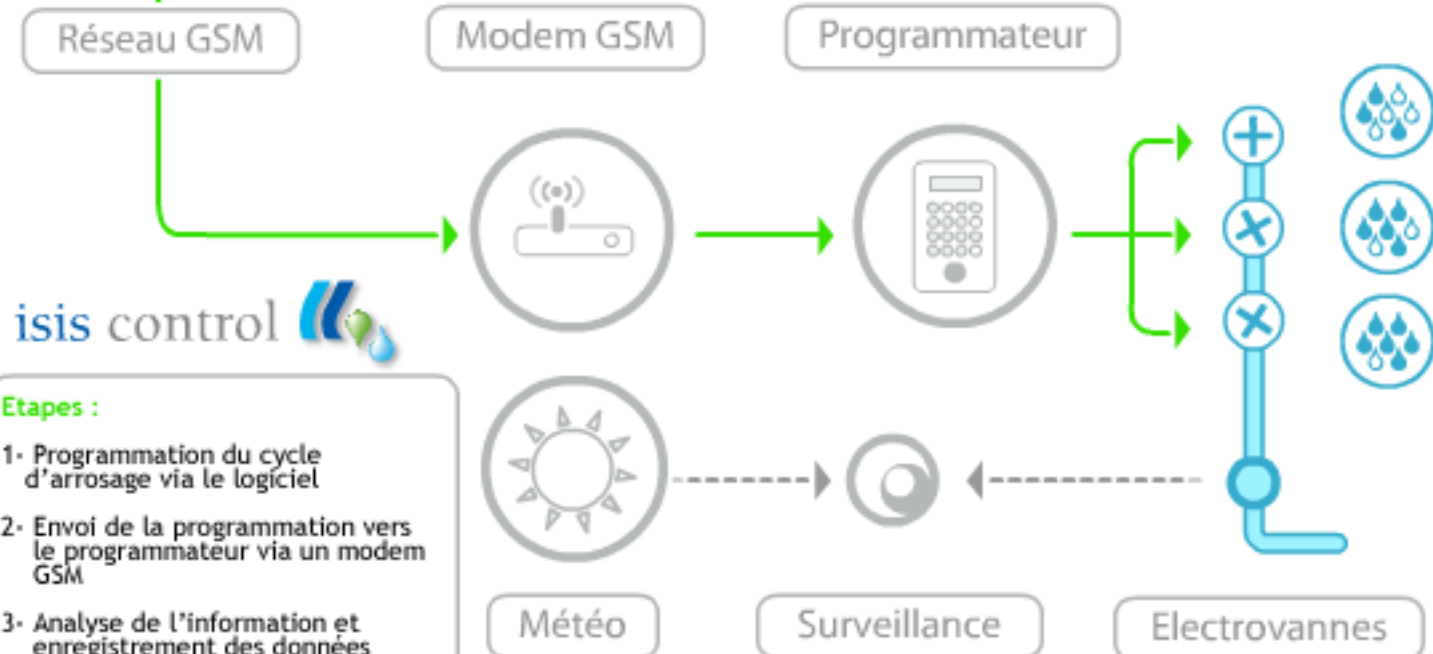 Réseau GSM
Modem GSM
Programmateur
isis control
Etapes :
1- Programmation du cycle
d'arrosage via le logiciel
2- Envoi de la programmation vers
le programmateur via un modem
GSM
3- Analyse de l'information et
enregistrement des données
Météo
Surveillance
Electrovannes